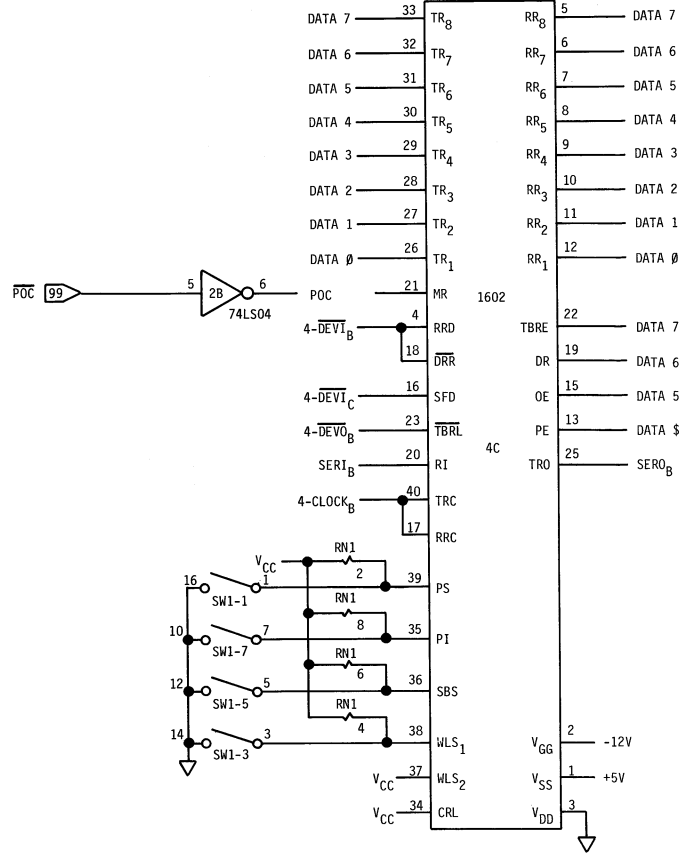 DATA 7 33 TR8 RR8 5 DATA 7
DATA 6 32 TR7 RR7 6 DATA 6
DATA 5 31 TR6 RR6 7 DATA 5
DATA 4 30 TR5 RR5 8 DATA 4
DATA 3 29 TR4 RR4 9 DATA 3
DATA 2 28 TR3 RR3 10 DATA 2
DATA 1 27 TR2 RR2 11 DATA 1
DATA Ø 26 TR1 RR1 12 DATA Ø
P̅O̅C̅ 99 5 2B 6 POC 21 MR 1602
74LS04
4-D̅E̅V̅I̅B 4 RRD TBRE 22 DATA 7
18 D̅R̅R̅ DR 19 DATA 6
4-D̅E̅V̅I̅C 16 SFD OE 15 DATA 5
4-D̅E̅V̅O̅B 23 T̅B̅R̅L̅ PE 13 DATA $
4C
SERIB 20 RI TRO 25 SEROB
4-CLOCKB 40 TRC
17 RRC
RN1
VCC 2
16 1 39 PS
SW1-1
RN1
8
10 7 35 PI
SW1-7
RN1
6
12 5 36 SBS
SW1-5
RN1
4
14 3 38 WLS1 VGG 2 -12V
SW1-3
VCC 37 WLS2 VSS 1 +5V
VCC 34 CRL VDD 3